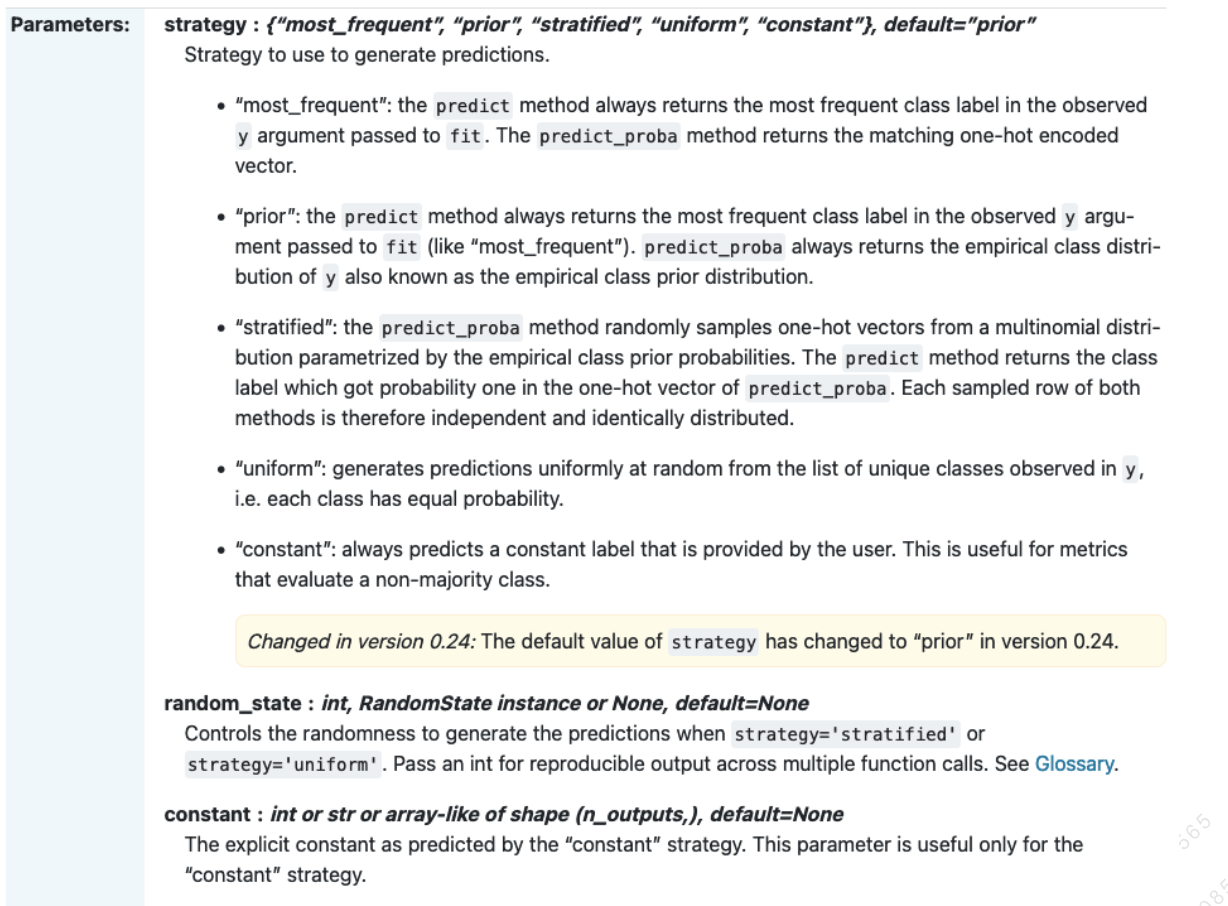 Parameters:
strategy : {“most_frequent”, “prior”, “stratified”, “uniform”, “constant”}, default=”prior”
Strategy to use to generate predictions.
• “most_frequent”: the predict method always returns the most frequent class label in the observed
y argument passed to fit. The predict_proba method returns the matching one-hot encoded
vector.
• “prior”: the predict method always returns the most frequent class label in the observed y argu-
ment passed to fit (like “most_frequent”). predict_proba always returns the empirical class distri-
bution of y also known as the empirical class prior distribution.
• “stratified”: the predict_proba method randomly samples one-hot vectors from a multinomial distri-
bution parametrized by the empirical class prior probabilities. The predict method returns the class
label which got probability one in the one-hot vector of predict_proba. Each sampled row of both
methods is therefore independent and identically distributed.
• “uniform”: generates predictions uniformly at random from the list of unique classes observed in y,
i.e. each class has equal probability.
• “constant”: always predicts a constant label that is provided by the user. This is useful for metrics
that evaluate a non-majority class.
Changed in version 0.24: The default value of strategy has changed to “prior” in version 0.24.
random_state : int, RandomState instance or None, default=None
Controls the randomness to generate the predictions when strategy='stratified' or
strategy='uniform'. Pass an int for reproducible output across multiple function calls. See Glossary.
constant : int or str or array-like of shape (n_outputs,), default=None
The explicit constant as predicted by the “constant” strategy. This parameter is useful only for the
“constant” strategy.
565